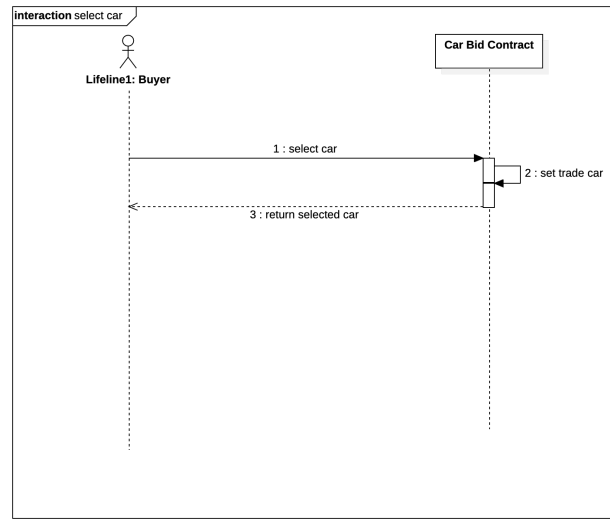 interaction select car
Lifeline1: Buyer
Car Bid Contract
1 : select car
2 : set trade car
3 : return selected car